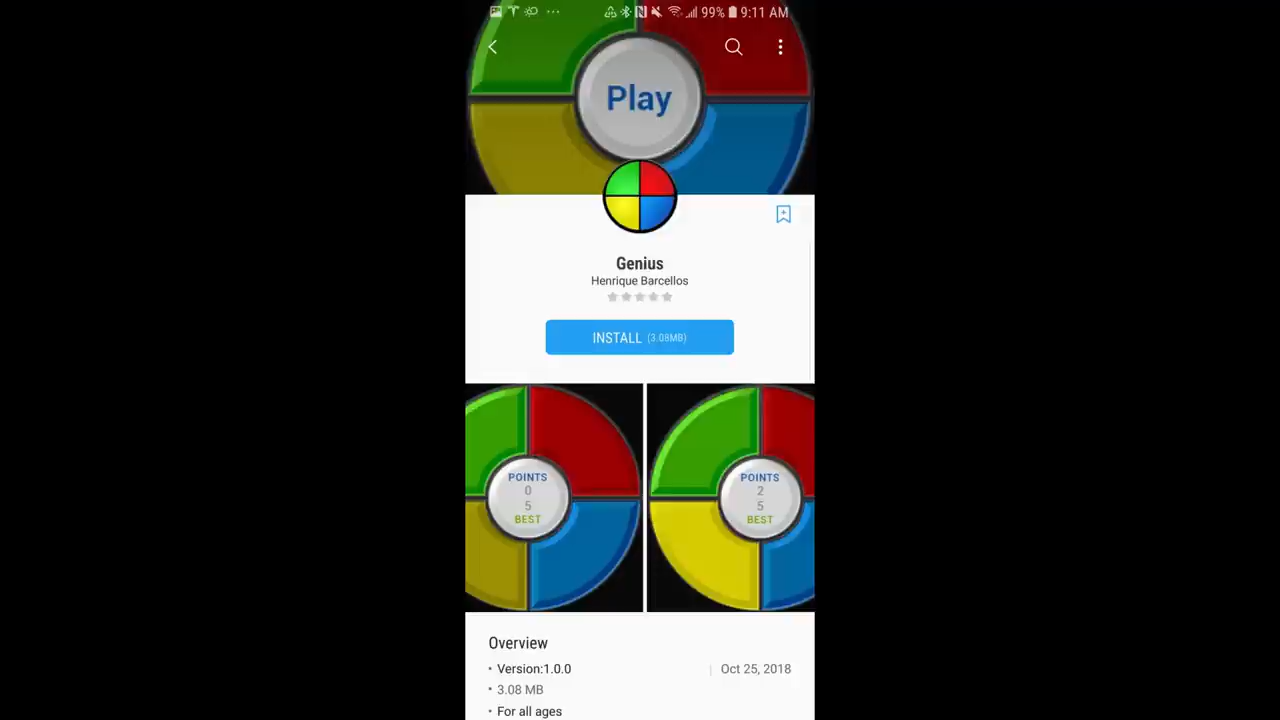 99% 9:11 AM
Play
Genius
Henrique Barcellos
INSTALL (3.08MB)
POINTS
0
5
BEST
POINTS
2
5
BEST
Overview
• Version:1.0.0 | Oct 25, 2018
• 3.08 MB
• For all ages